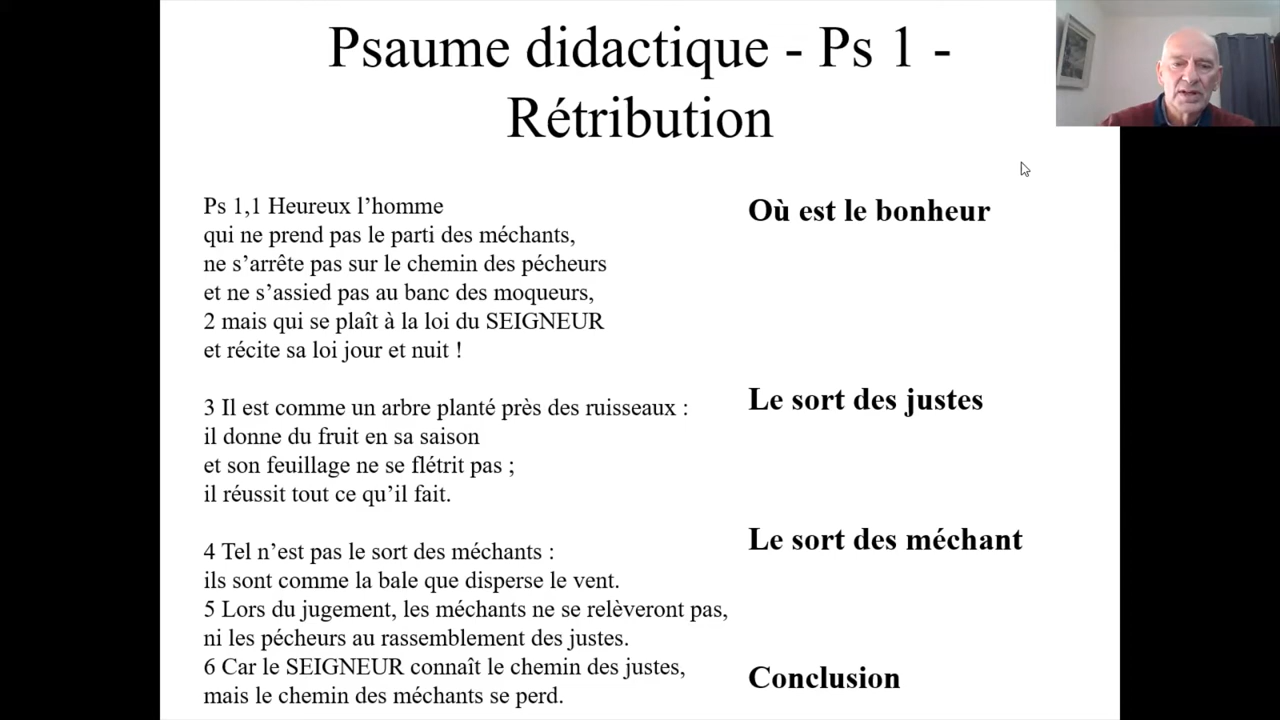 Psaume didactique - Ps 1 -
Rétribution
Ps 1,1 Heureux l’homme
qui ne prend pas le parti des méchants,
ne s’arrête pas sur le chemin des pécheurs
et ne s’assied pas au banc des moqueurs,
2 mais qui se plaît à la loi du SEIGNEUR
et récite sa loi jour et nuit !
3 Il est comme un arbre planté près des ruisseaux :
il donne du fruit en sa saison
et son feuillage ne se flétrit pas ;
il réussit tout ce qu’il fait.
4 Tel n’est pas le sort des méchants :
ils sont comme la bale que disperse le vent.
5 Lors du jugement, les méchants ne se relèveront pas,
ni les pécheurs au rassemblement des justes.
6 Car le SEIGNEUR connaît le chemin des justes,
mais le chemin des méchants se perd.
Où est le bonheur
Le sort des justes
Le sort des méchant
Conclusion